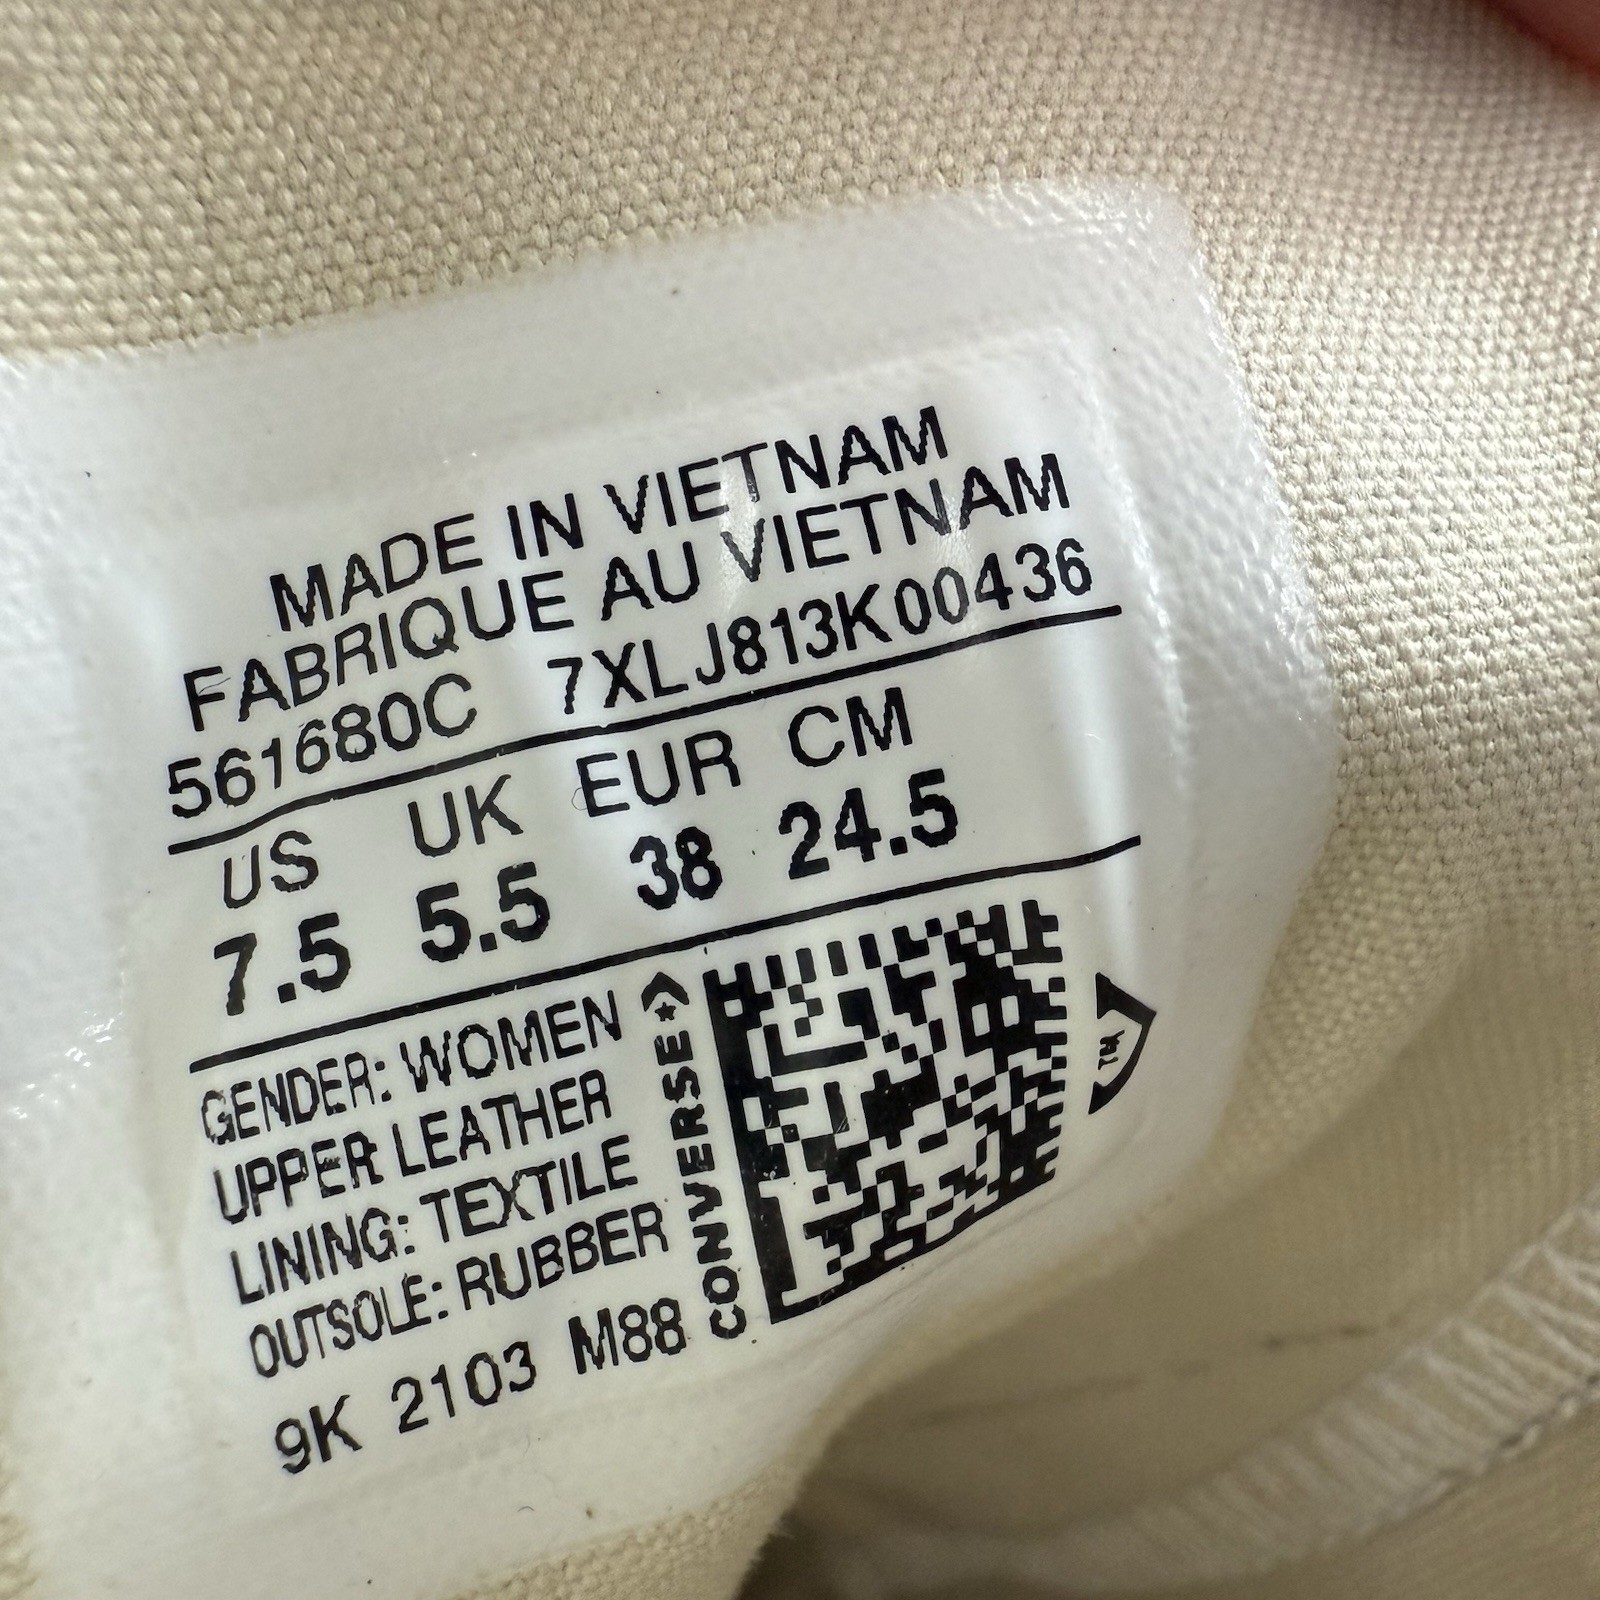 MADE IN VIETNAM
FABRIQUE AU VIETNAM
561680C 7XLJ813K00436
US UK EUR CM
7.5 5.5 38 24.5
GENDER: WOMEN
UPPER LEATHER
LINING: TEXTILE
OUTSOLE: RUBBER
9K 2103 M88
CONVERSE
TM